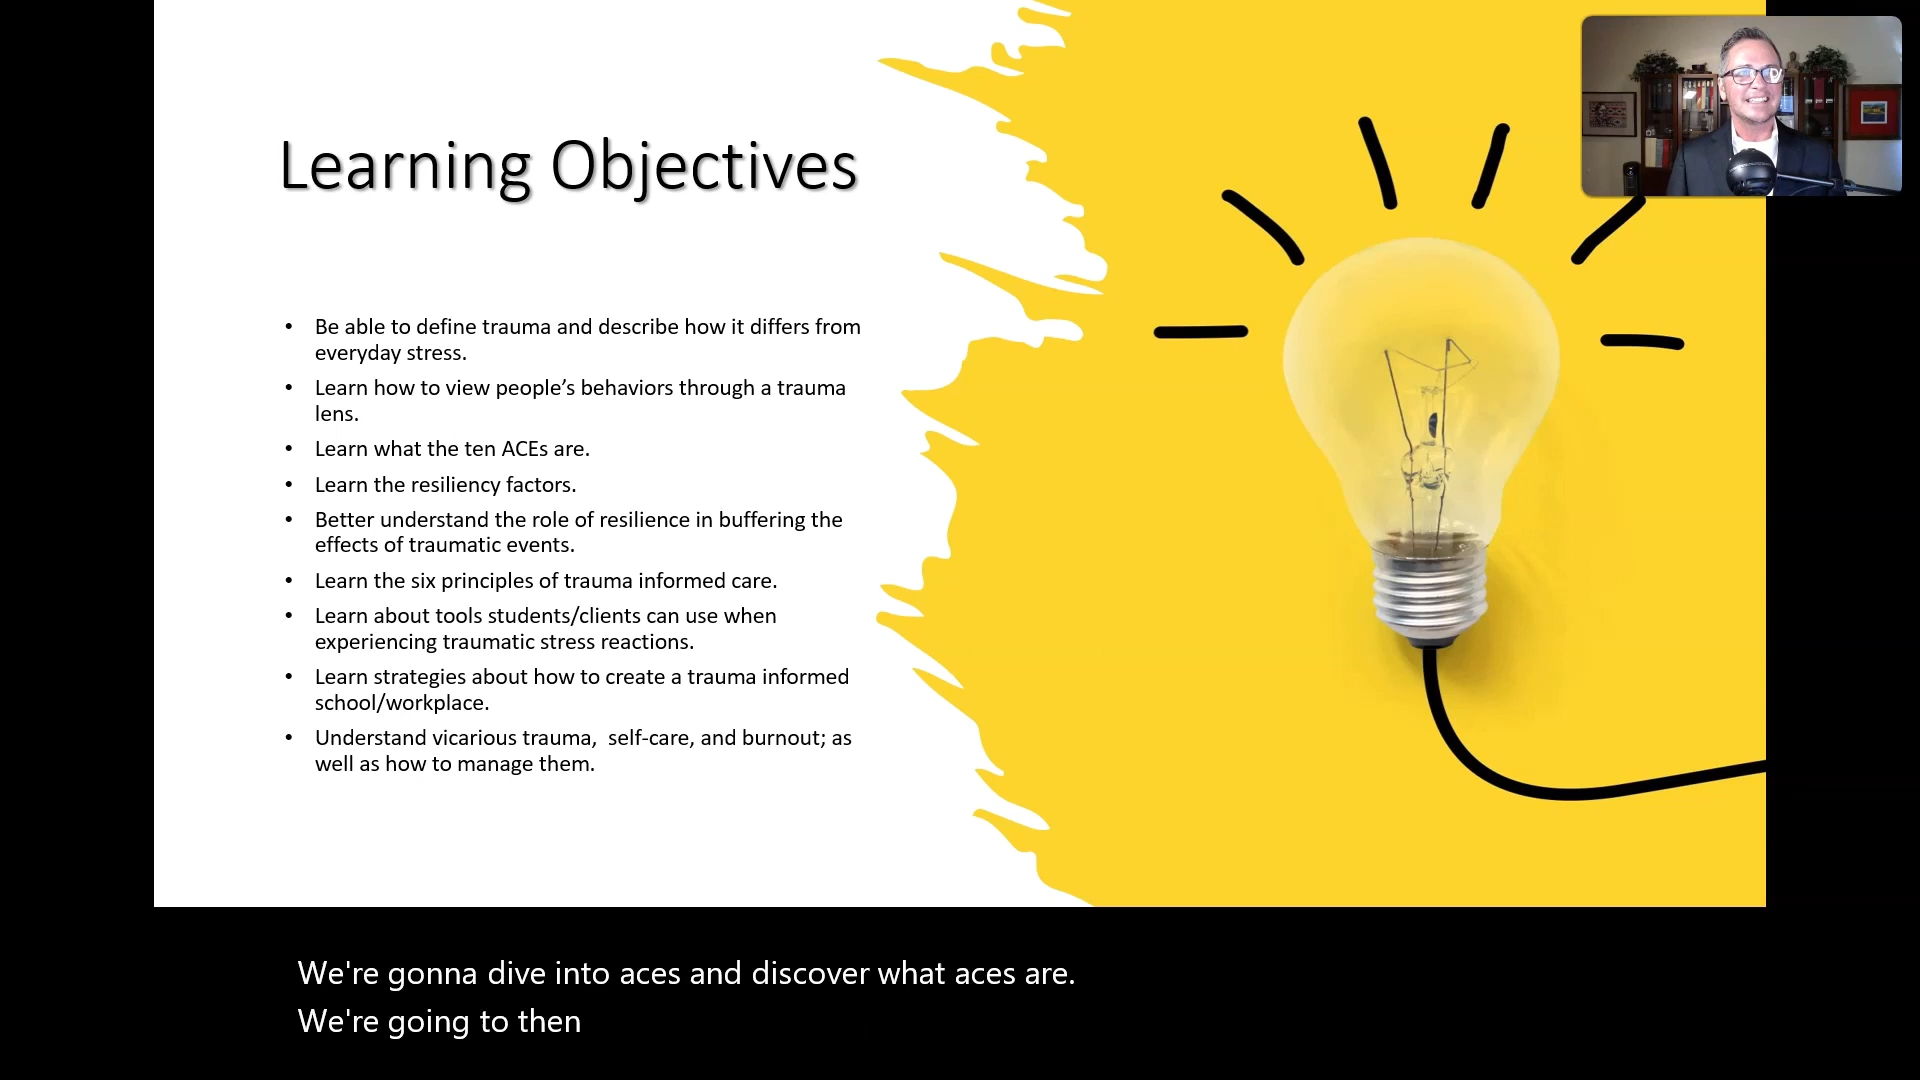 Learning Objectives
• Be able to define trauma and describe how it differs from
everyday stress.
• Learn how to view people’s behaviors through a trauma
lens.
• Learn what the ten ACEs are.
• Learn the resiliency factors.
• Better understand the role of resilience in buffering the
effects of traumatic events.
• Learn the six principles of trauma informed care.
• Learn about tools students/clients can use when
experiencing traumatic stress reactions.
• Learn strategies about how to create a trauma informed
school/workplace.
• Understand vicarious trauma,  self-care, and burnout; as
well as how to manage them.
We're gonna dive into aces and discover what aces are.
We're going to then